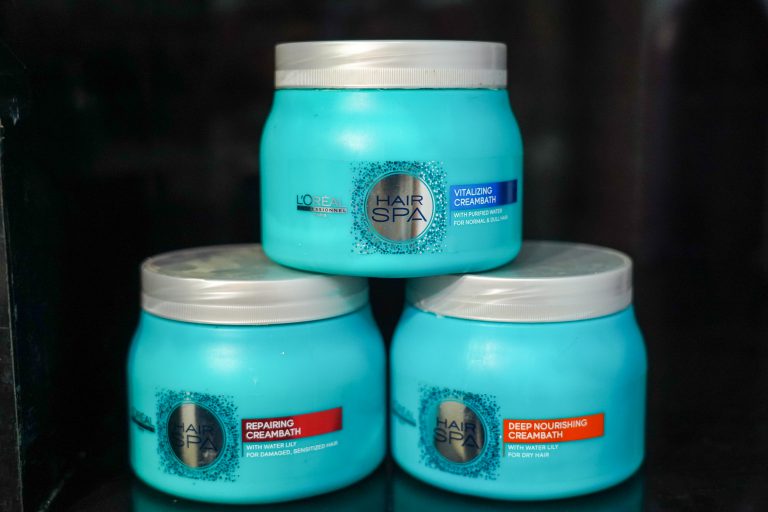 L'ORÉAL
HAIR
SPA
VITALIZING
CREAMBATH
WITH PURIFIED WATER
FOR NORMAL & DULL HAIR
HAIR
SPA
REPAIRING
CREAMBATH
WITH WATER LILY
FOR DAMAGED, SENSITIZED HAIR
HAIR
SPA
DEEP NOURISHING
CREAMBATH
WITH WATER LILY
FOR DRY HAIR